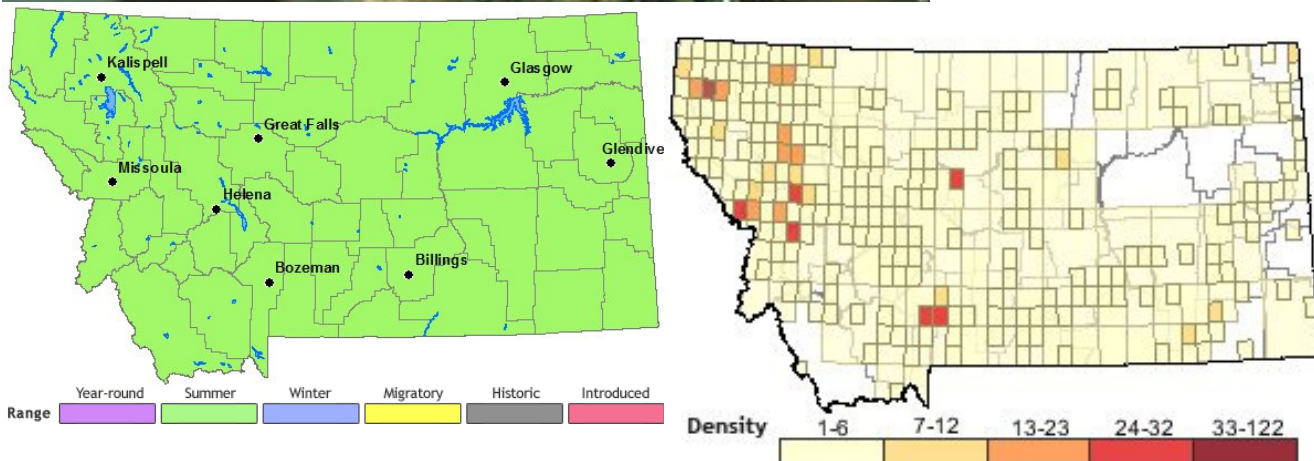 Kalispell
Glasgow
Great Falls
Glendive
Missoula
Helena
Bozeman
Billings
Year-round Summer Winter Migratory Historic Introduced
Range
Density 1-6 7-12 13-23 24-32 33-122